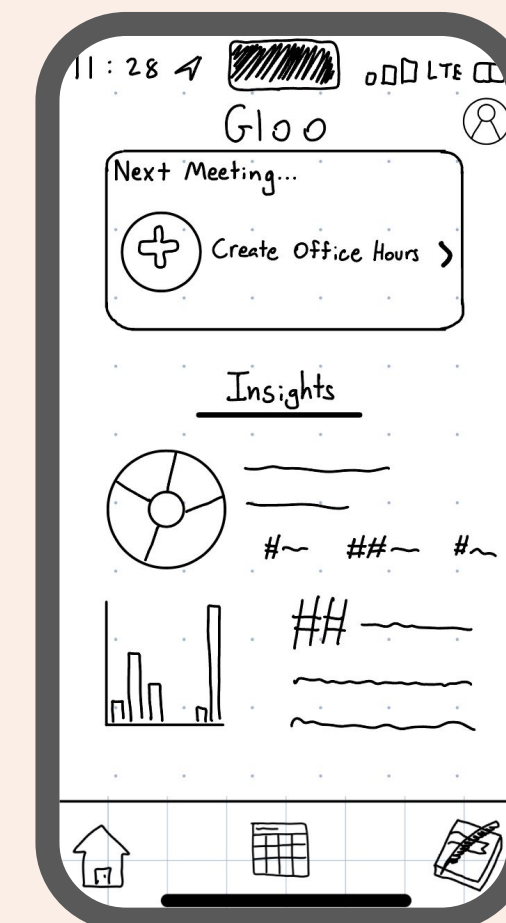 11:28 LTE
Gloo
Next Meeting...
Create Office Hours >
Insights
#~ ##~ #~
##